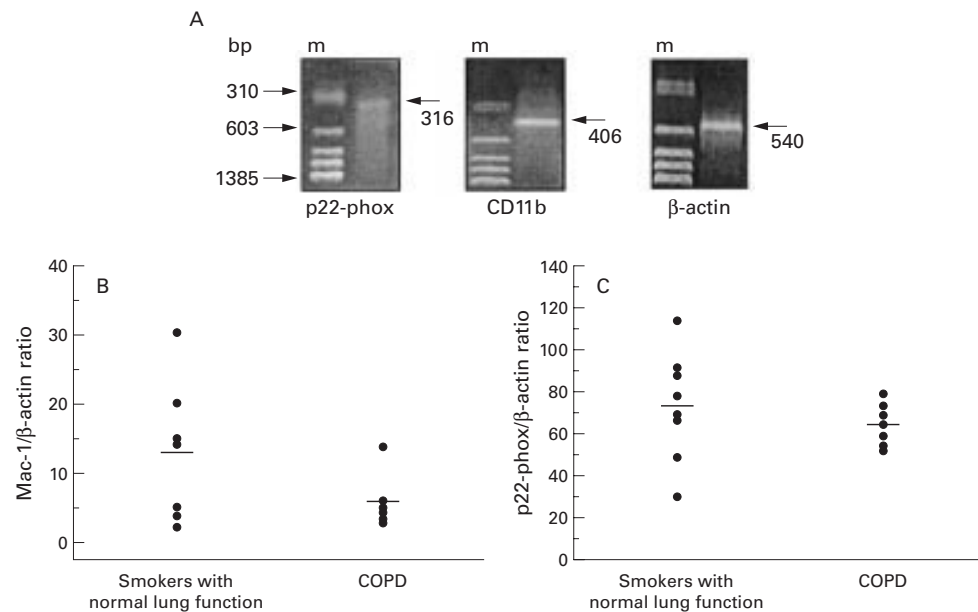 A
bp
m
m
m
310
603
1385
316
406
540
p22-phox
CD11b
β-actin
B
40
30
20
10
0
Mac-1/β-actin ratio
Smokers with
normal lung function
COPD
C
140
120
100
80
60
40
20
0
p22-phox/β-actin ratio
Smokers with
normal lung function
COPD